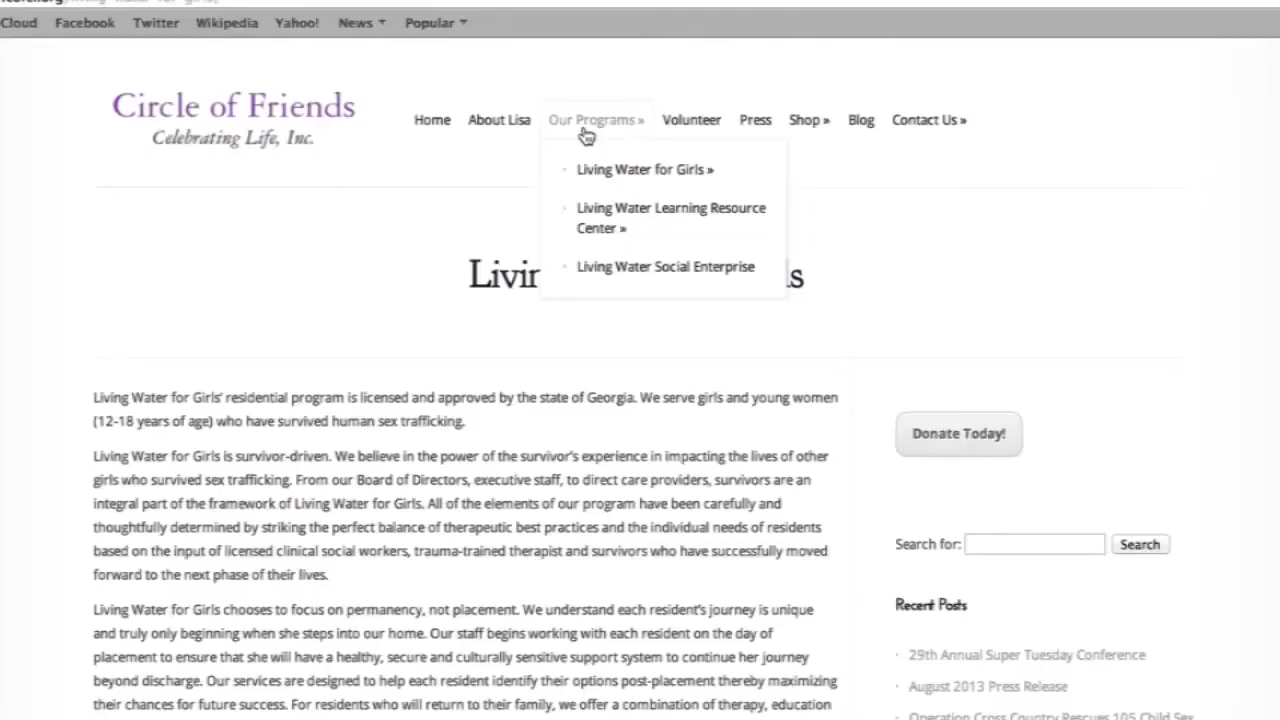 Cloud Facebook Twitter Wikipedia Yahoo! News Popular
Circle of Friends
Celebrating Life, Inc.
Home About Lisa Our Programs » Volunteer Press Shop » Blog Contact Us »
Living Water for Girls »
Living Water Learning Resource
Center »
Living Water Social Enterprise
Living Water for Girls' residential program is licensed and approved by the state of Georgia. We serve girls and young women
(12-18 years of age) who have survived human sex trafficking.
Living Water for Girls is survivor-driven. We believe in the power of the survivor's experience in impacting the lives of other
girls who survived sex trafficking. From our Board of Directors, executive staff, to direct care providers, survivors are an
integral part of the framework of Living Water for Girls. All of the elements of our program have been carefully and
thoughtfully determined by striking the perfect balance of therapeutic best practices and the individual needs of residents
based on the input of licensed clinical social workers, trauma-trained therapist and survivors who have successfully moved
forward to the next phase of their lives.
Living Water for Girls chooses to focus on permanency, not placement. We understand each resident's journey is unique
and truly only beginning when she steps into our home. Our staff begins working with each resident on the day of
placement to ensure that she will have a healthy, secure and culturally sensitive support system to continue her journey
beyond discharge. Our services are designed to help each resident identify their options post-placement thereby maximizing
their chances for future success. For residents who will return to their family, we offer a combination of therapy, education
Donate Today!
Search for: Search
Recent Posts
29th Annual Super Tuesday Conference
August 2013 Press Release
Operation Cross Country Rescues 105 Child Sex